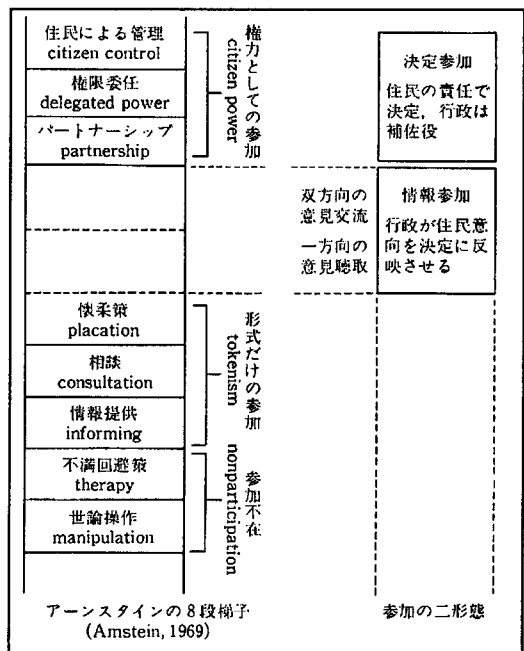 住民による管理
citizen control
権限委任
delegated power
パートナーシップ
partnership
権力としての参加
citizen power
決定参加
住民の責任で
決定，行政は
補佐役
双方向の
意見交流
一方向の
意見聴取
情報参加
行政が住民意
向を決定に反
映させる
懐柔策
placation
相談
consultation
情報提供
informing
形式だけの参加
tokenism
不満回避策
therapy
世論操作
manipulation
参加不在
nonparticipation
アーンスタインの8段梯子
(Arnstein, 1969)
参加の二形態